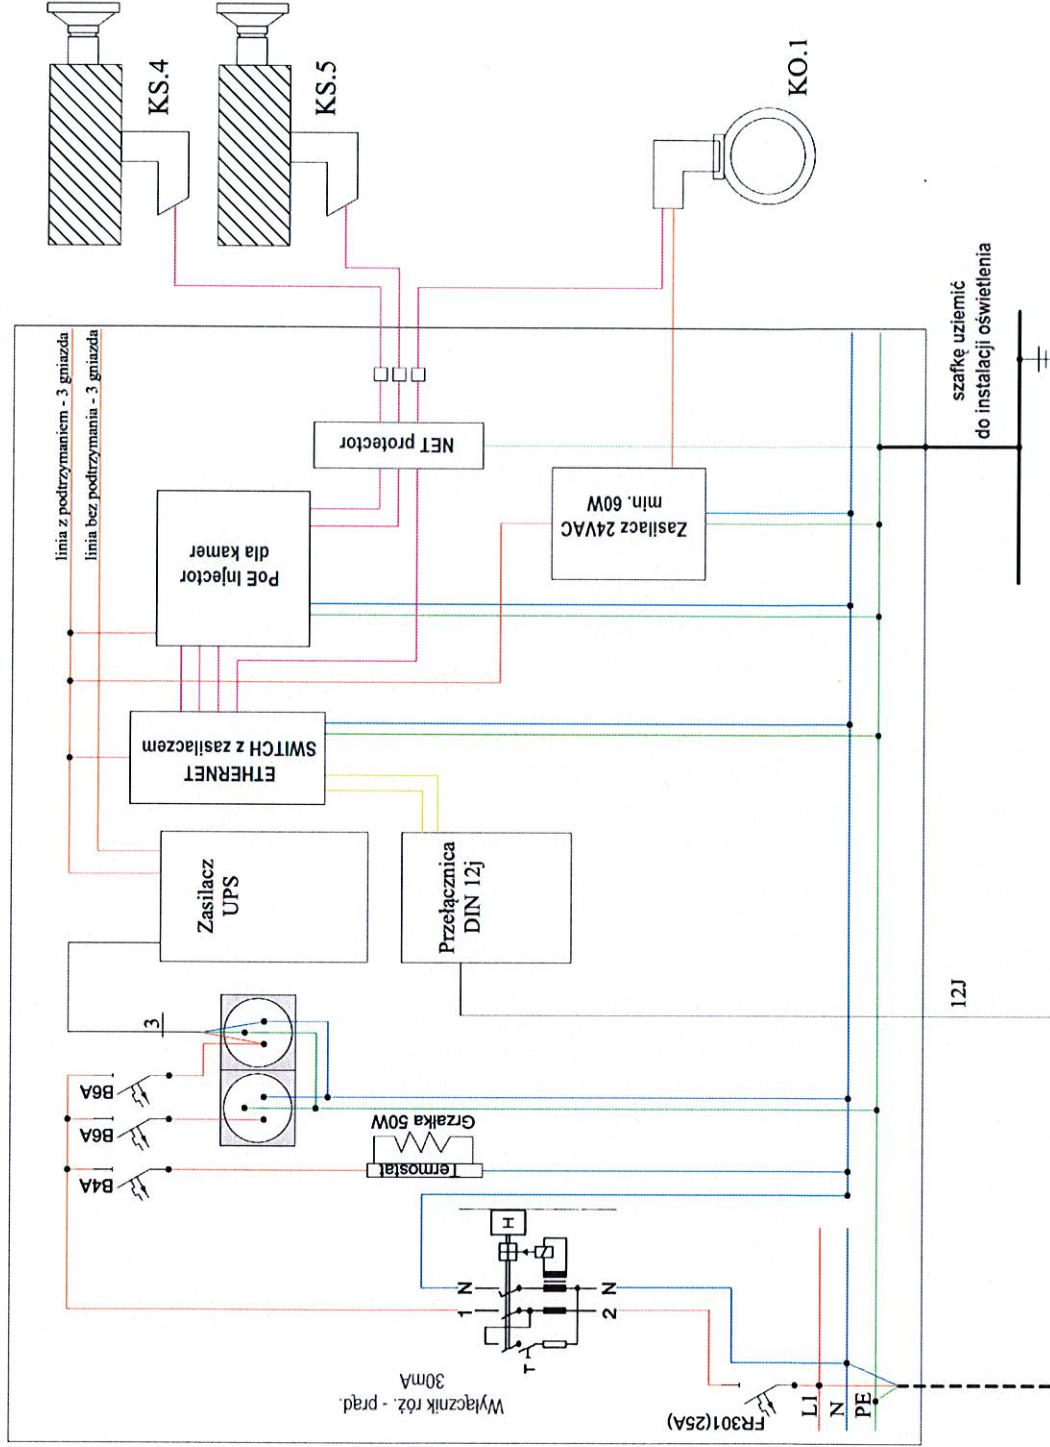 KS.4
KS.5
KO.1
linia z podtrzymaniem - 3 gniazda
linia bez podtrzymania - 3 gniazda
NET protector
PoE Injector
dla kamer
Zasilacz 24VAC
min. 60W
szafkę uziemić
do instalacji oświetlenia
ETHERNET
SWITCH z zasilaczem
Zasilacz
UPS
Przełącznica
DIN 12j
12J
3
B6A
B6A
B4A
Grzałka 50W
Termostat
H
1
N
2
N
T
Wyłącznik róż. - prąd.
30mA
FR301(25A)
L1
N
PE